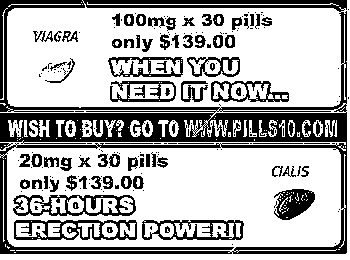 VIAGRA
100mg x 30 pills
only $139.00
WHEN YOU
NEED IT NOW...
WISH TO BUY? GO TO WWW.PILLS10.COM
20mg x 30 pills
only $139.00
CIALIS
36-HOURS
ERECTION POWER!!